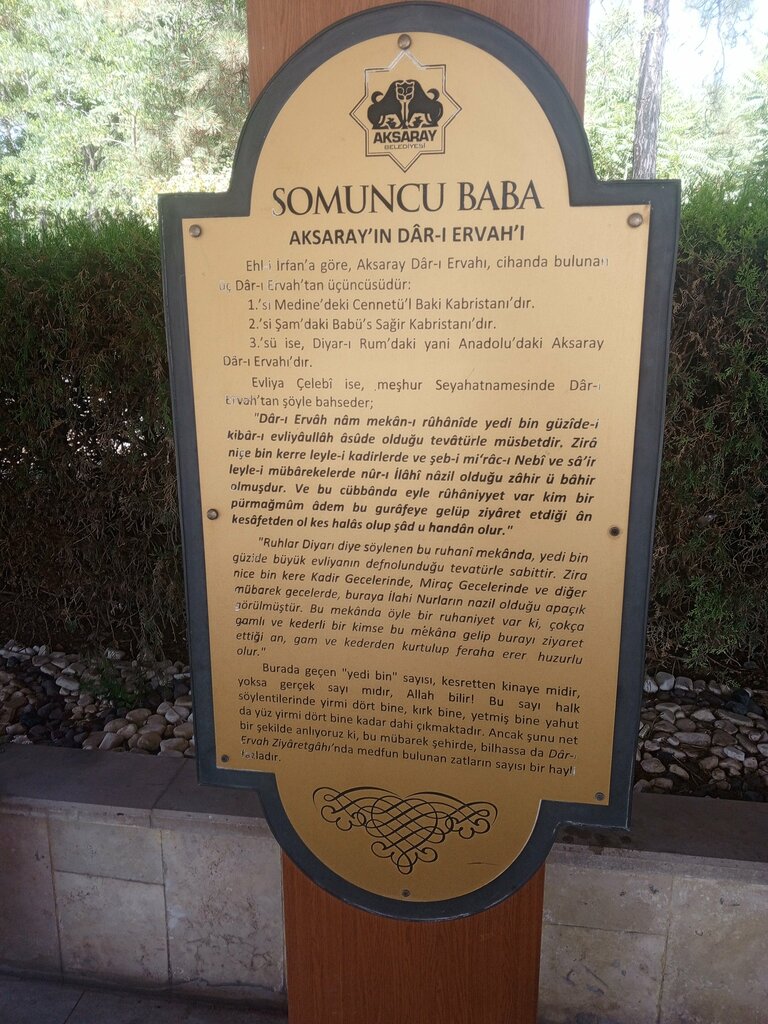 AKSARAY
BELEDİYESİ
SOMUNCU BABA
AKSARAY'IN DÂR-I ERVAH'I
Ehl-i İrfan'a göre, Aksaray Dâr-ı Ervahı, cihanda bulunan
üç Dâr-ı Ervah'tan üçüncüsüdür:
1.'si Medine'deki Cennetü'l Baki Kabristanı'dır.
2.'si Şam'daki Babü's Sağir Kabristanı'dır.
3.'sü ise, Diyar-ı Rum'daki yani Anadolu'daki Aksaray
Dâr-ı Ervahı'dır.
Evliya Çelebî ise, meşhur Seyahatnamesinde Dâr-ı
Ervah'tan şöyle bahseder;
"Dâr-ı Ervâh nâm mekân-ı rûhânîde yedi bin güzîde-i
kibâr-ı evliyâullâh âsûde olduğu tevâtürle müsbetdir. Zirâ
niçe bin kerre leyle-i kadirlerde ve şeb-i mi'râc-ı Nebî ve sâ'ir
leyle-i mübârekelerde nûr-ı İlâhî nâzil olduğu zâhir ü bâhir
olmuşdur. Ve bu cübbânda eyle rûhâniyyet var kim bir
pürmağmûm âdem bu gurâfeye gelüp ziyâret etdiği ân
kesâfetden ol kes halâs olup şâd u handân olur."
"Ruhlar Diyarı diye söylenen bu ruhanî mekânda, yedi bin
güzîde büyük evliyanın defnolunduğu tevatürle sabittir. Zira
nice bin kere Kadir Gecelerinde, Miraç Gecelerinde ve diğer
mübarek gecelerde, buraya İlahi Nurların nazil olduğu apaçık
görülmüştür. Bu mekânda öyle bir ruhaniyet var ki, çokça
gamlı ve kederli bir kimse bu mekâna gelip burayı ziyaret
ettiği an, gam ve kederden kurtulup feraha erer huzurlu
olur."
Burada geçen "yedi bin" sayısı, kesretten kinaye midir,
yoksa gerçek sayı mıdır, Allah bilir! Bu sayı halk
söylentilerinde yirmi dört bine, kırk bine, yetmiş bine yahut
da yüz yirmi dört bine kadar dahi çıkmaktadır. Ancak şunu net
bir şekilde anlıyoruz ki, bu mübarek şehirde, bilhassa da Dâr-ı
Ervah Ziyâretgâhı'nda medfun bulunan zatların sayısı bir hayli
fazladır.